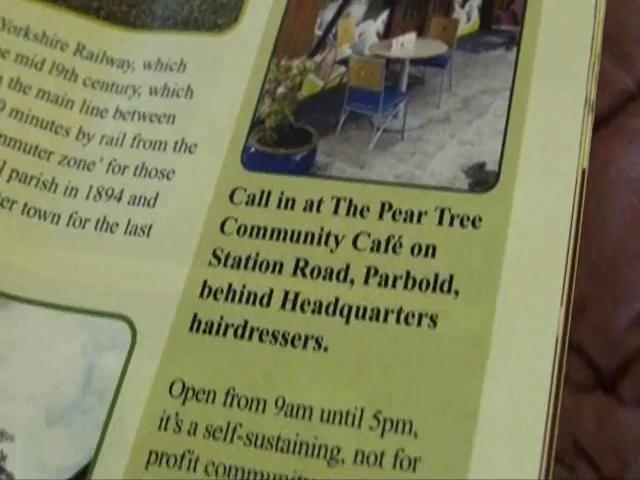 Yorkshire Railway, which
mid 19th century, which
the main line between
minutes by rail from the
commuter zone' for those
parish in 1894 and
town for the last
Call in at The Pear Tree
Community Café on
Station Road, Parbold,
behind Headquarters
hairdressers.
Open from 9am until 5pm,
it's a self-sustaining, not for
profit